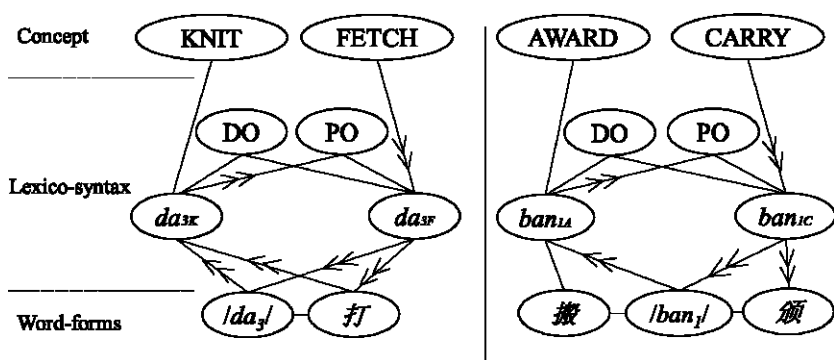 Concept KNIT FETCH AWARD CARRY
DO PO DO PO
Lexico-syntax
da3K da3F ban1A ban1C
Word-forms /da3/ 打 搬 /ban1/ 颁